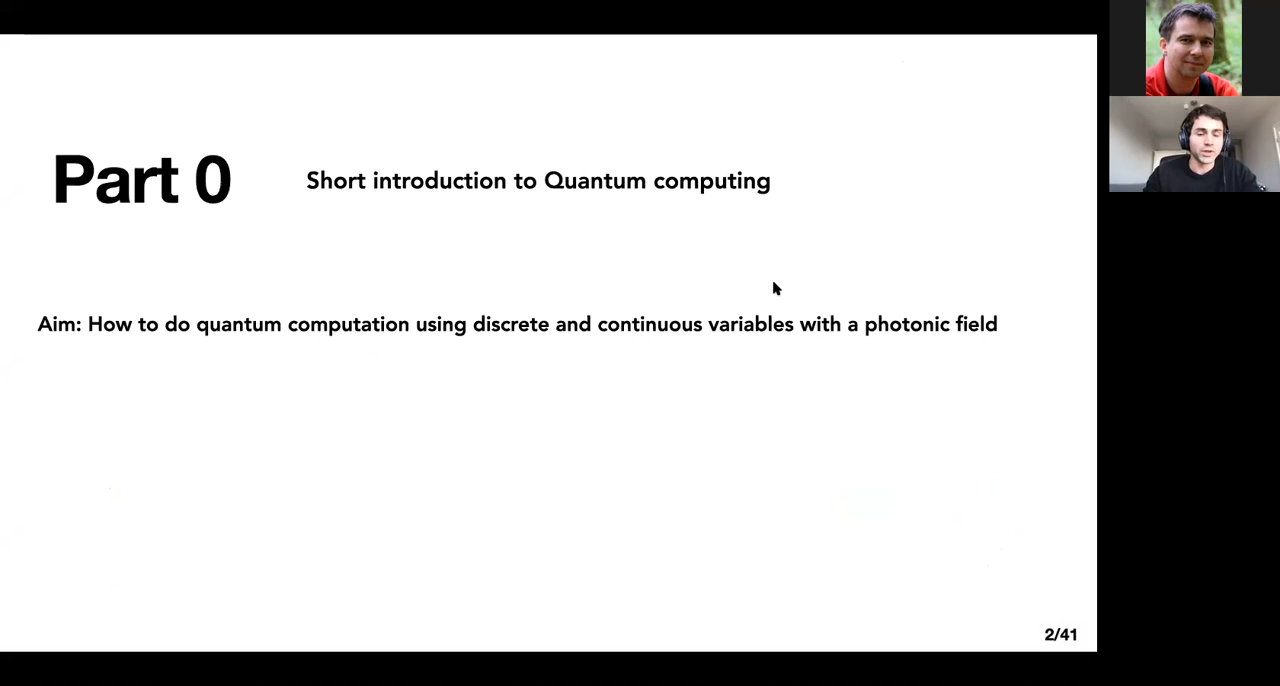 Part 0
Short introduction to Quantum computing
Aim: How to do quantum computation using discrete and continuous variables with a photonic field
2/41